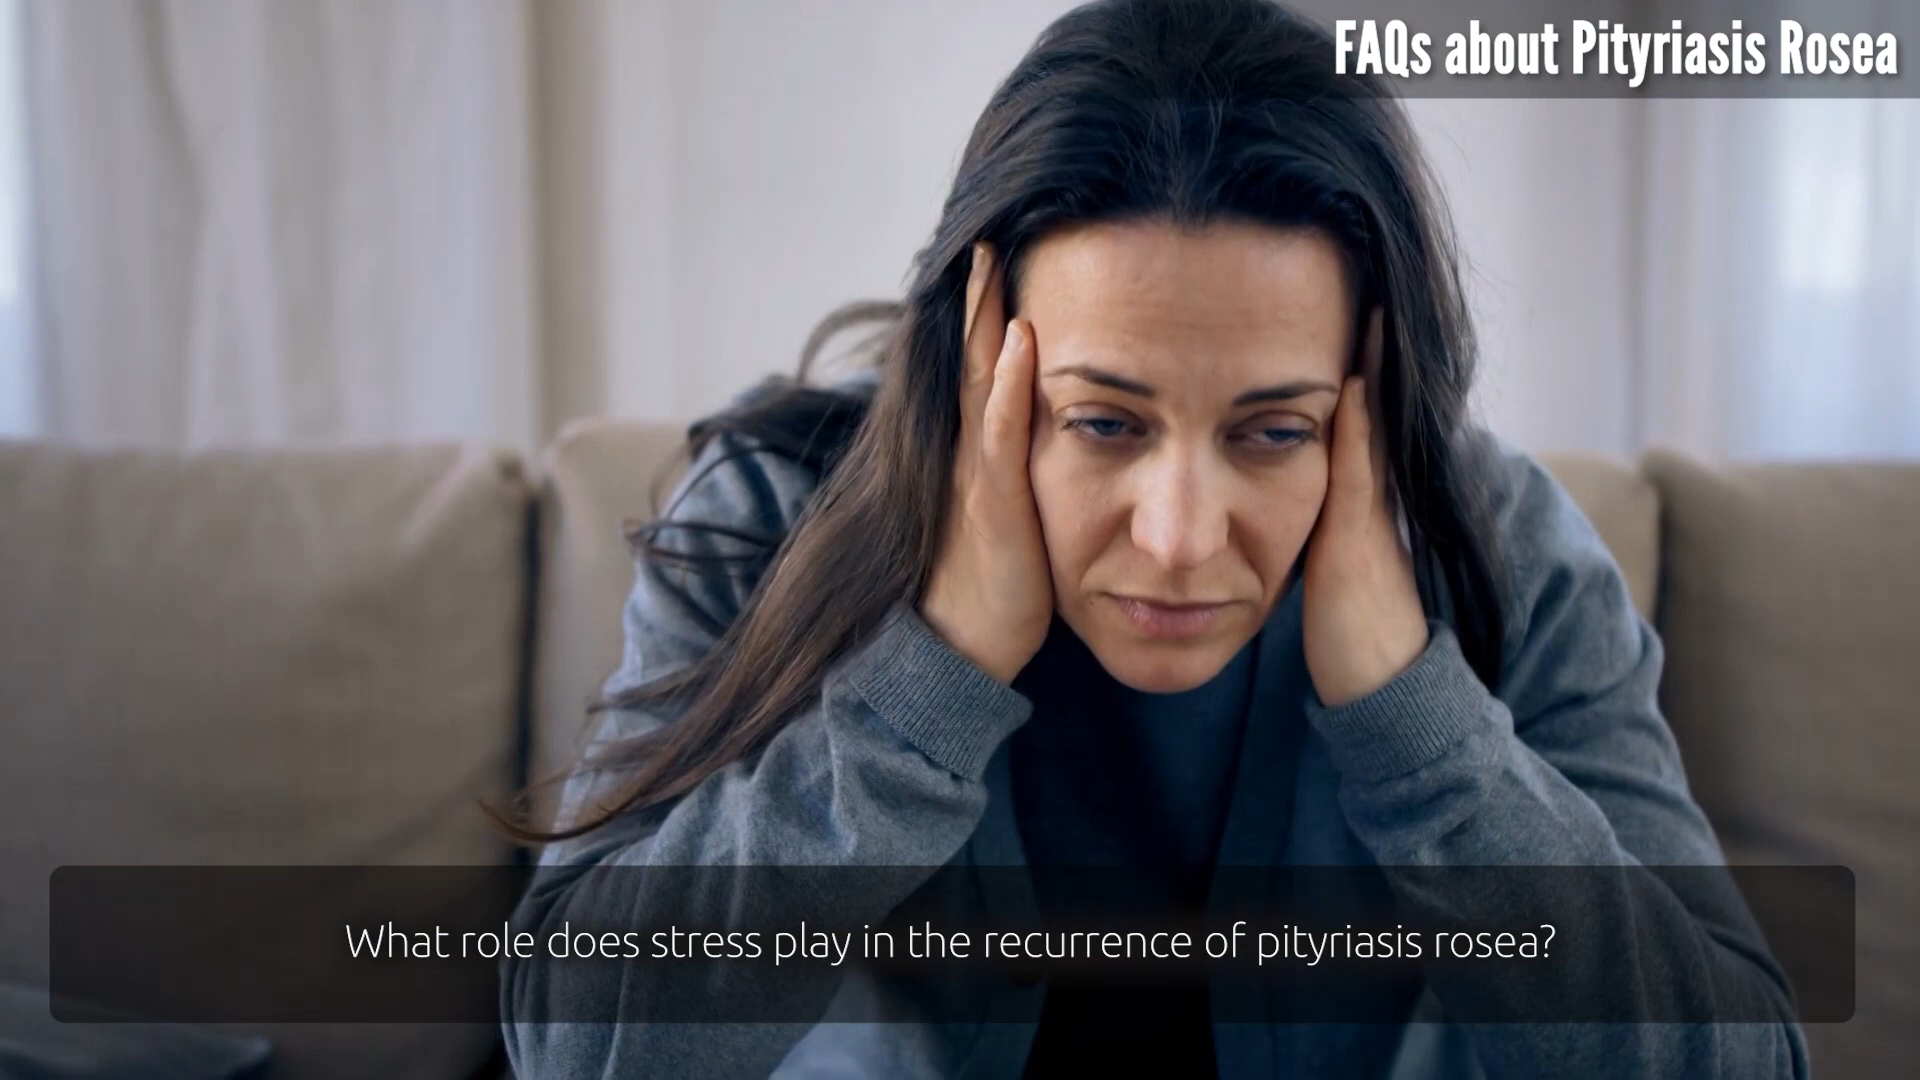 FAQs about Pityriasis Rosea
What role does stress play in the recurrence of pityriasis rosea?